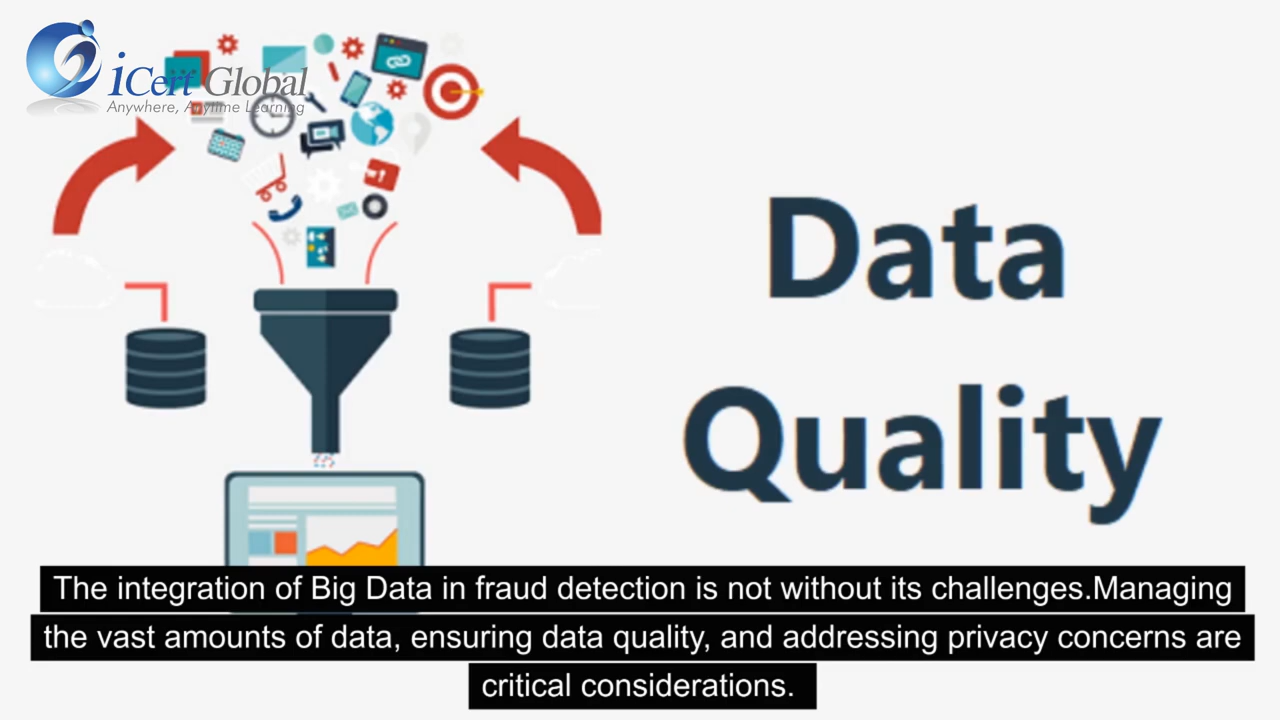 iCert Global
Anywhere, Anytime Learning
Data
Quality
The integration of Big Data in fraud detection is not without its challenges.Managing
the vast amounts of data, ensuring data quality, and addressing privacy concerns are
critical considerations.